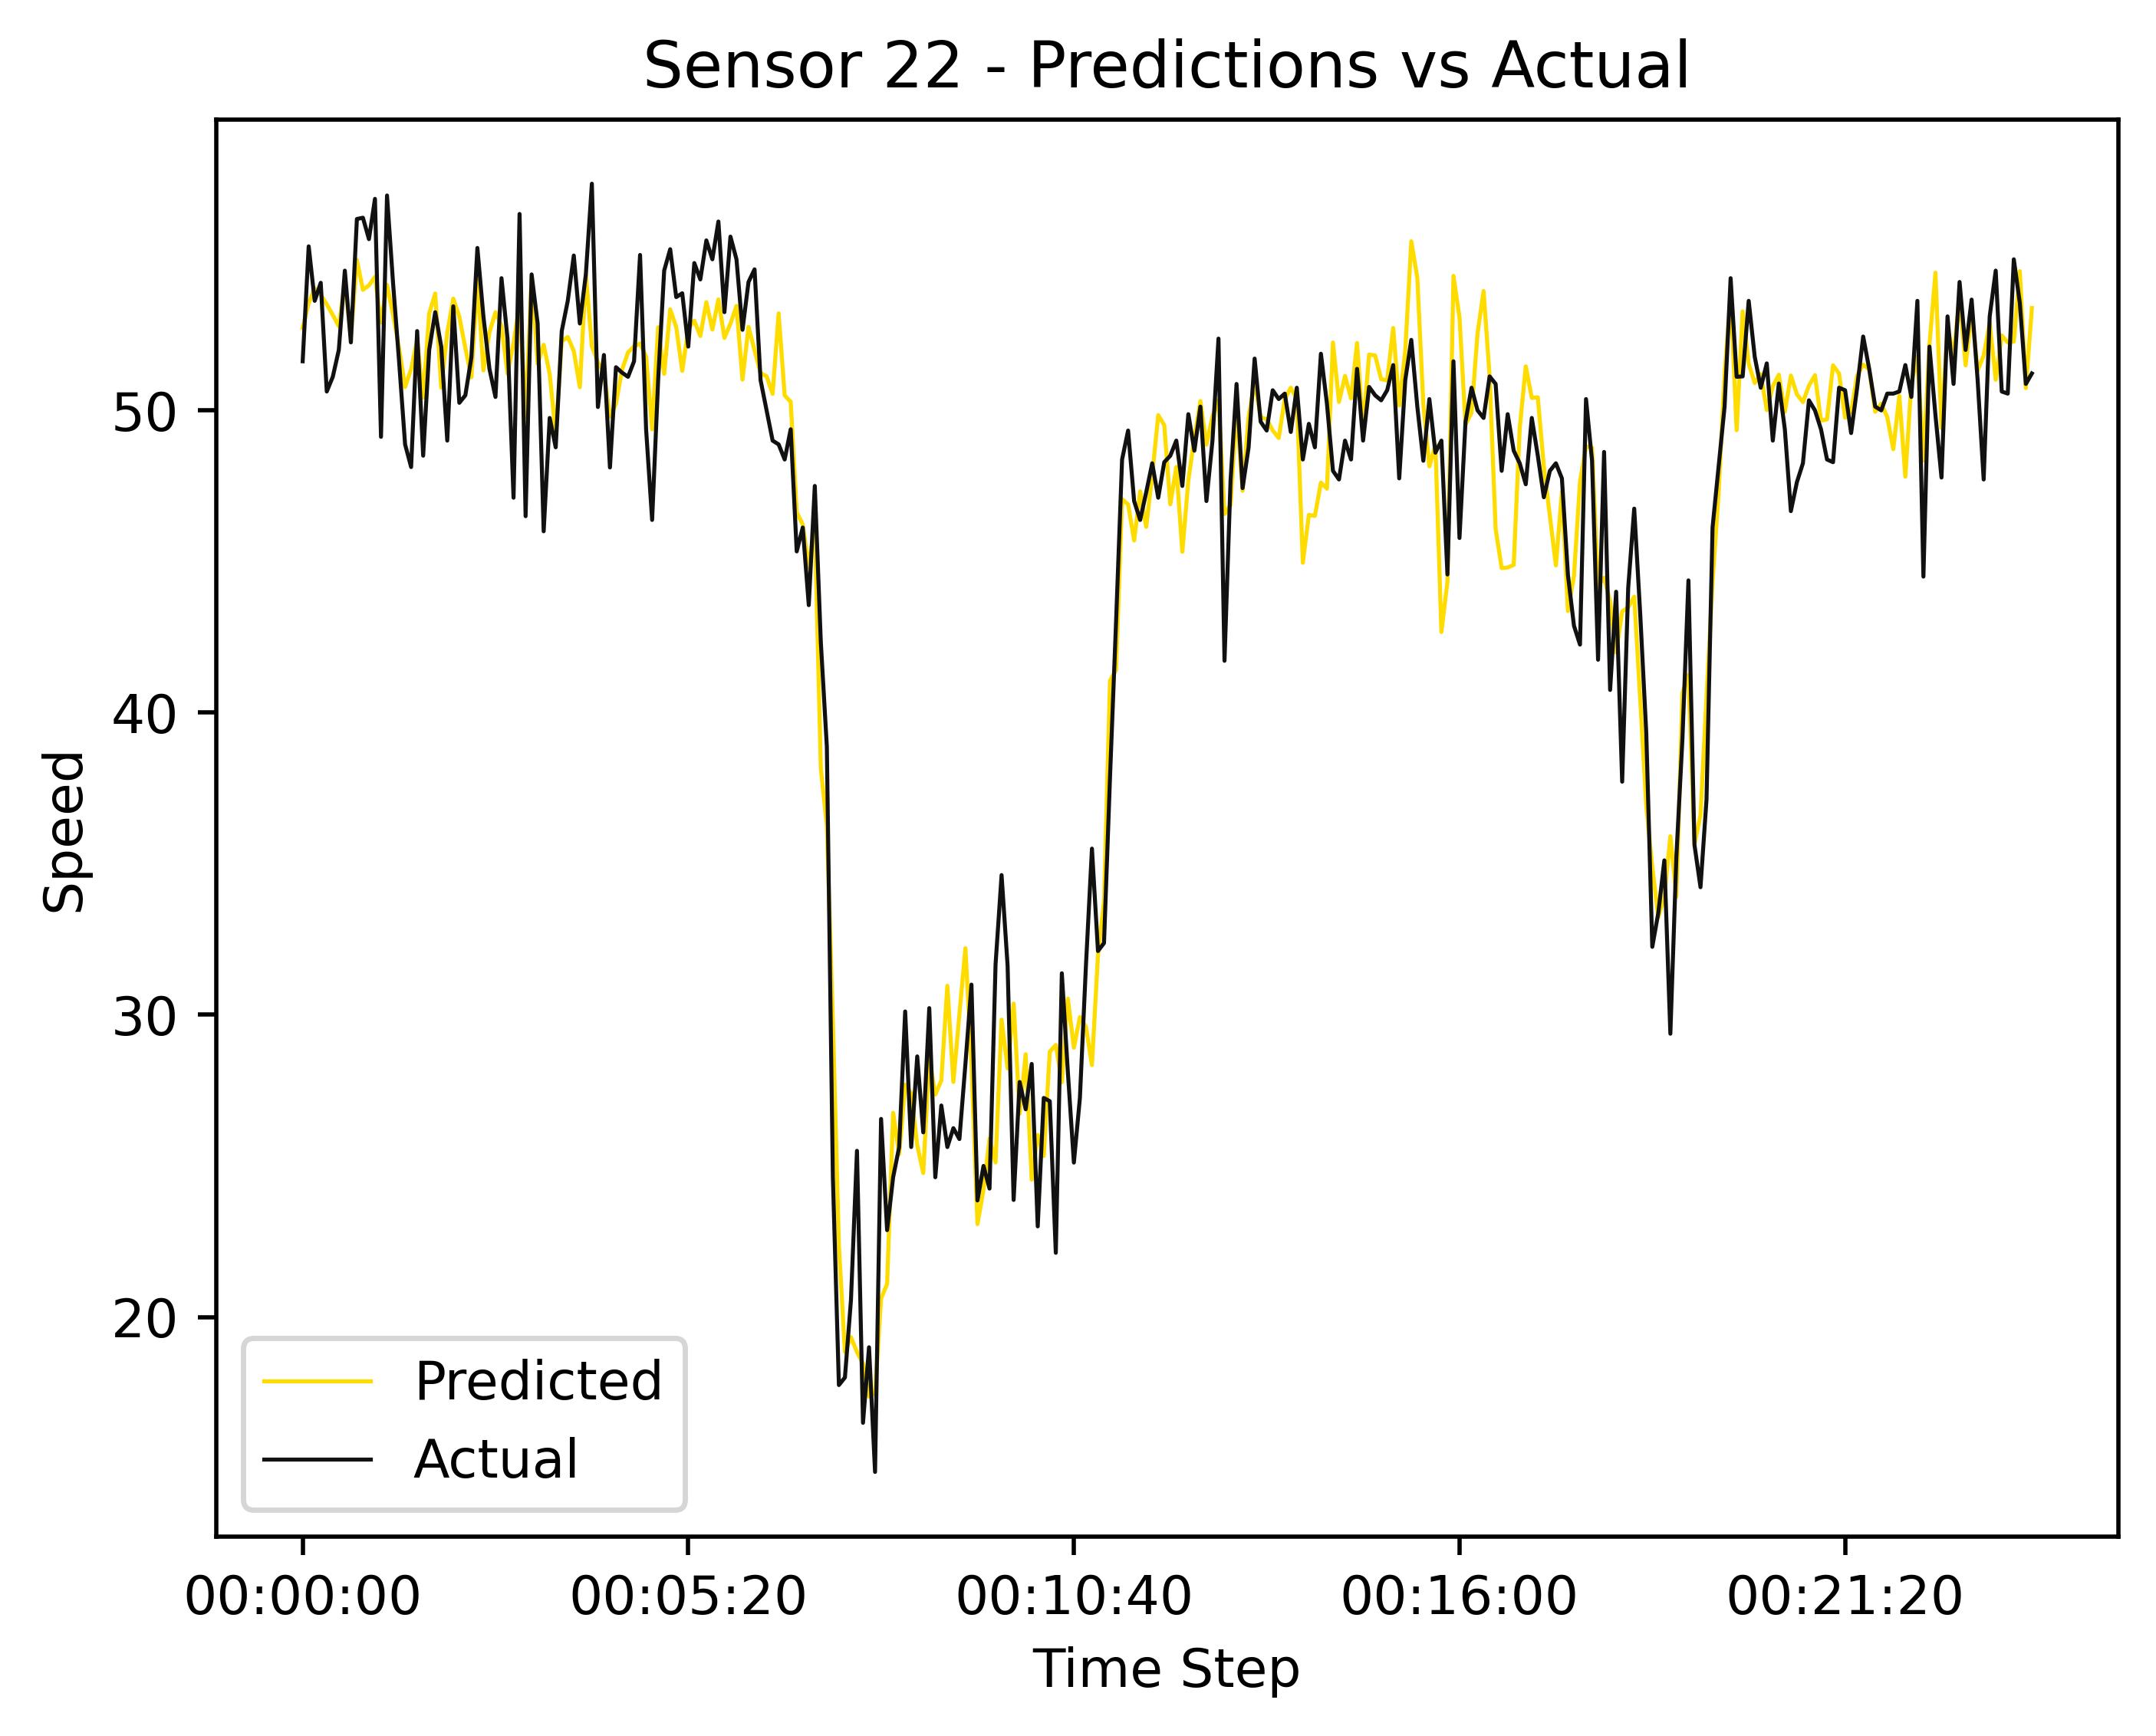 Sensor 22 - Predictions vs Actual
Speed
50
40
30
20
Predicted
Actual
00:00:00 00:05:20 00:10:40 00:16:00 00:21:20
Time Step